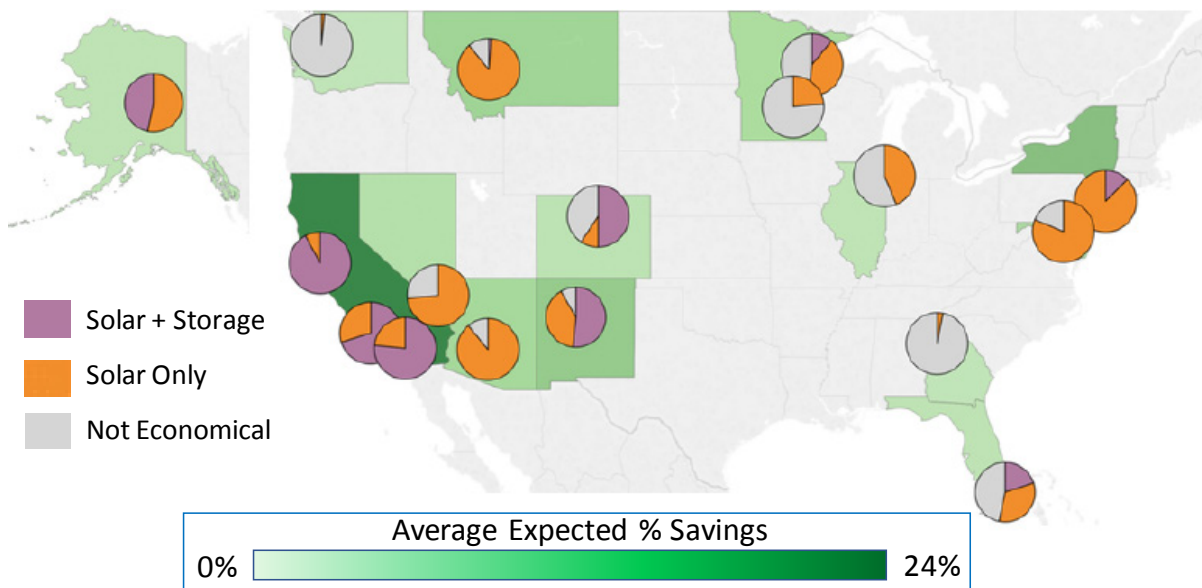 Solar + Storage
Solar Only
Not Economical
Average Expected % Savings
0%
24%